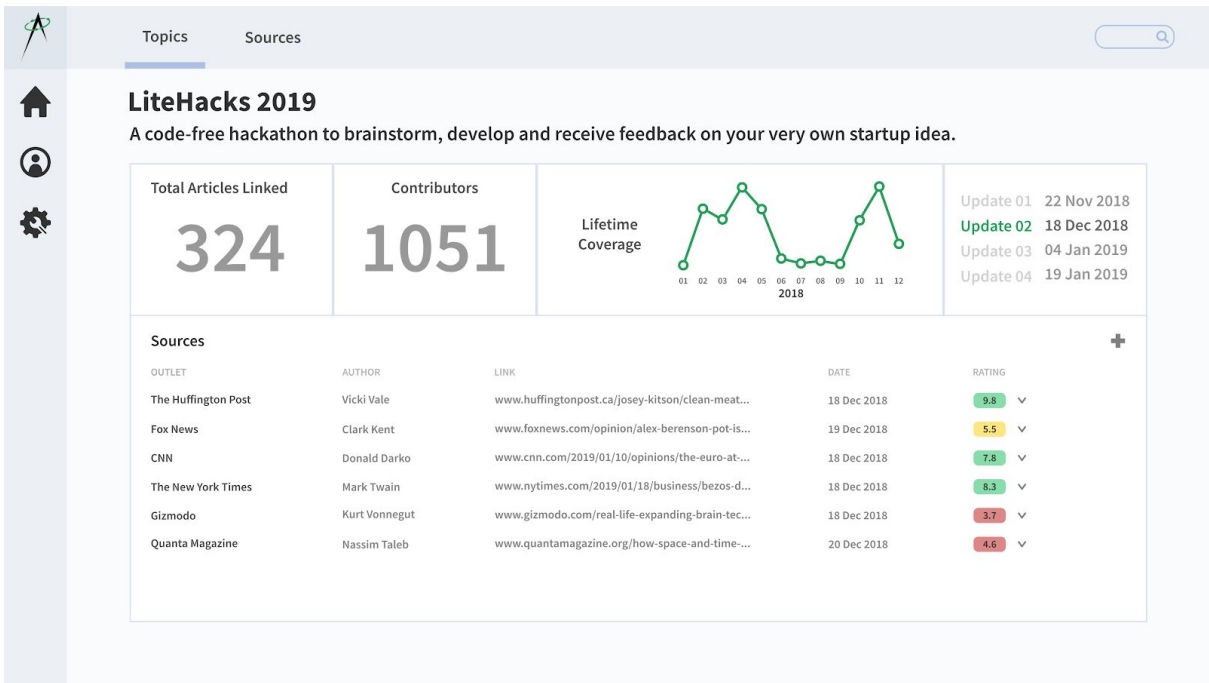 Topics Sources
LiteHacks 2019
A code-free hackathon to brainstorm, develop and receive feedback on your very own startup idea.
Total Articles Linked
324
Contributors
1051
Lifetime
Coverage
01 02 03 04 05 06 07 08 09 10 11 12
2018
Update 01 22 Nov 2018
Update 02 18 Dec 2018
Update 03 04 Jan 2019
Update 04 19 Jan 2019
Sources
OUTLET AUTHOR LINK DATE RATING
The Huffington Post Vicki Vale www.huffingtonpost.ca/josey-kitson/clean-meat... 18 Dec 2018 9.8
Fox News Clark Kent www.foxnews.com/opinion/alex-berenson-pot-is... 19 Dec 2018 5.5
CNN Donald Darko www.cnn.com/2019/01/10/opinions/the-euro-at-... 18 Dec 2018 7.8
The New York Times Mark Twain www.nytimes.com/2019/01/18/business/bezos-d... 18 Dec 2018 8.3
Gizmodo Kurt Vonnegut www.gizmodo.com/real-life-expanding-brain-tec... 18 Dec 2018 3.7
Quanta Magazine Nassim Taleb www.quantamagazine.org/how-space-and-time-... 20 Dec 2018 4.6